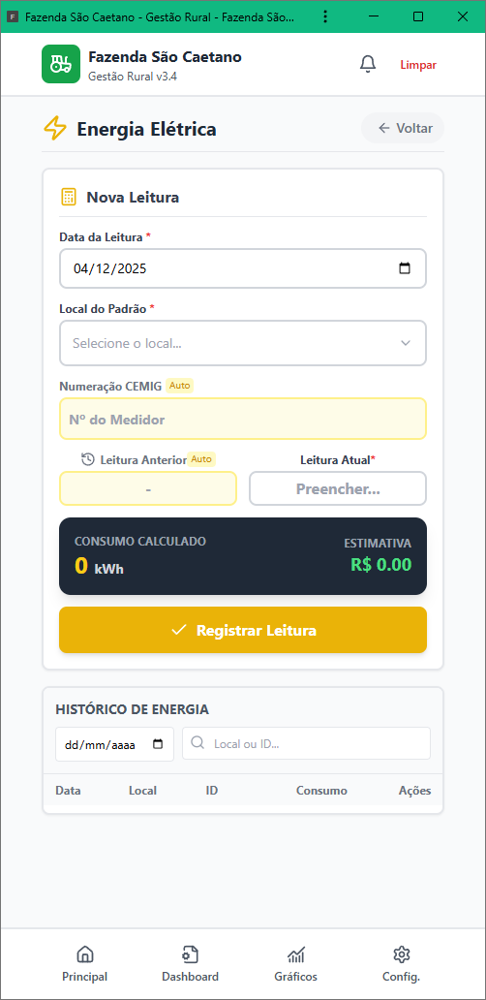 Fazenda São Caetano - Gestão Rural - Fazenda São...
Fazenda São Caetano
Gestão Rural v3.4
Limpar
Energia Elétrica
Voltar
Nova Leitura
Data da Leitura *
04/12/2025
Local do Padrão *
Selecione o local...
Numeração CEMIG Auto
Nº do Medidor
Leitura Anterior Auto
-
Leitura Atual*
Preencher...
CONSUMO CALCULADO
0 kWh
ESTIMATIVA
R$ 0.00
Registrar Leitura
HISTÓRICO DE ENERGIA
dd/mm/aaaa
Local ou ID...
Data Local ID Consumo Ações
Principal Dashboard Gráficos Config.